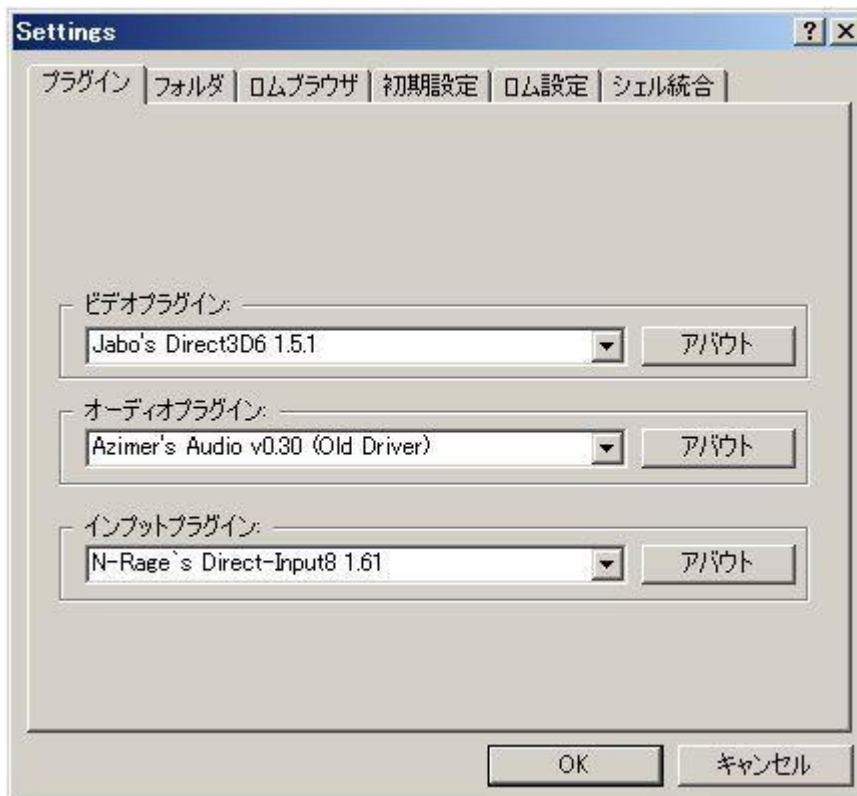 Settings
プラグイン フォルダ ロムブラウザ 初期設定 ロム設定 シェル統合
ビデオプラグイン:
Jabo's Direct3D6 1.5.1 アバウト
オーディオプラグイン:
Azimer's Audio v0.30 (Old Driver) アバウト
インプットプラグイン:
N-Rage`s Direct-Input8 1.61 アバウト
OK キャンセル